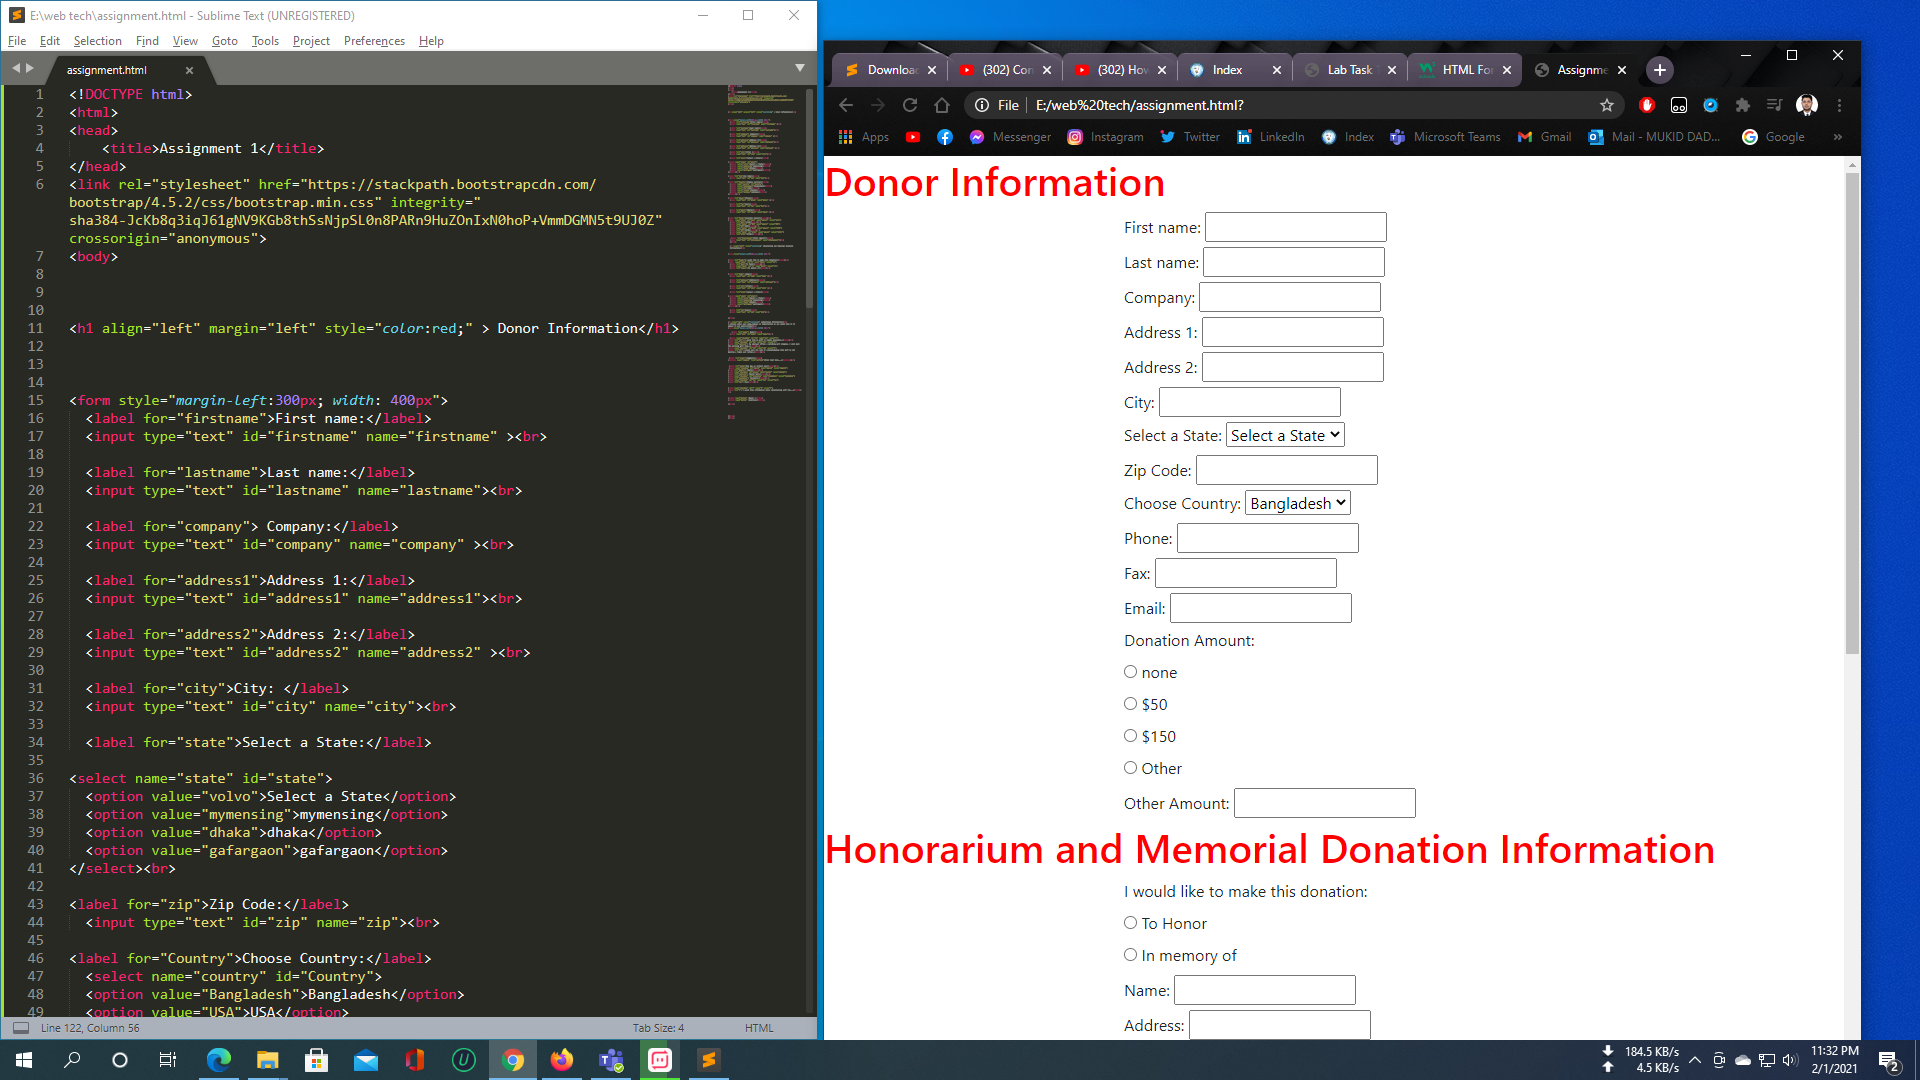 E:\web tech\assignment.html - Sublime Text (UNREGISTERED)
File Edit Selection Find View Goto Tools Project Preferences Help
assignment.html
1 <!DOCTYPE html>
2 <html>
3 <head>
4 <title>Assignment 1</title>
5 </head>
6 <link rel="stylesheet" href="https://stackpath.bootstrapcdn.com/
bootstrap/4.5.2/css/bootstrap.min.css" integrity="
sha384-JcKb8q3iqJ61gNV9KGb8thSsNjpSL0n8PARn9HuZOnIxN0hoP+VmmDGMN5t9UJ0Z"
crossorigin="anonymous">
7 <body>
8
9
10
11 <h1 align="left" margin="left" style="color:red;" > Donor Information</h1>
12
13
14
15 <form style="margin-left:300px; width: 400px">
16 <label for="firstname">First name:</label>
17 <input type="text" id="firstname" name="firstname" ><br>
18
19 <label for="lastname">Last name:</label>
20 <input type="text" id="lastname" name="lastname"><br>
21
22 <label for="company"> Company:</label>
23 <input type="text" id="company" name="company" ><br>
24
25 <label for="address1">Address 1:</label>
26 <input type="text" id="address1" name="address1"><br>
27
28 <label for="address2">Address 2:</label>
29 <input type="text" id="address2" name="address2" ><br>
30
31 <label for="city">City: </label>
32 <input type="text" id="city" name="city"><br>
33
34 <label for="state">Select a State:</label>
35
36 <select name="state" id="state">
37 <option value="volvo">Select a State</option>
38 <option value="mymensing">mymensing</option>
39 <option value="dhaka">dhaka</option>
40 <option value="gafargaon">gafargaon</option>
41 </select><br>
42
43 <label for="zip">Zip Code:</label>
44 <input type="text" id="zip" name="zip"><br>
45
46 <label for="Country">Choose Country:</label>
47 <select name="country" id="Country">
48 <option value="Bangladesh">Bangladesh</option>
49 <option value="USA">USA</option>
Line 122, Column 56 Tab Size: 4 HTML
Downloa (302) Con (302) How Index Lab Task HTML For Assignme
File E:/web%20tech/assignment.html?
Apps Messenger Instagram Twitter LinkedIn Index Microsoft Teams Gmail Mail - MUKID DAD... Google »
Donor Information
First name:
Last name:
Company:
Address 1:
Address 2:
City:
Select a State: Select a State
Zip Code:
Choose Country: Bangladesh
Phone:
Fax:
Email:
Donation Amount:
none
$50
$150
Other
Other Amount:
Honorarium and Memorial Donation Information
I would like to make this donation:
To Honor
In memory of
Name:
Address:
184.5 KB/s
4.5 KB/s
11:32 PM
2/1/2021
2